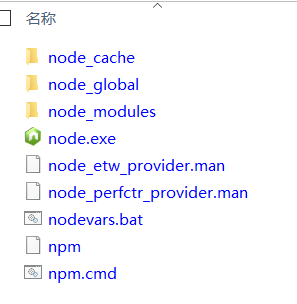 名称
node_cache
node_global
node_modules
node.exe
node_etw_provider.man
node_perfctr_provider.man
nodevars.bat
npm
npm.cmd